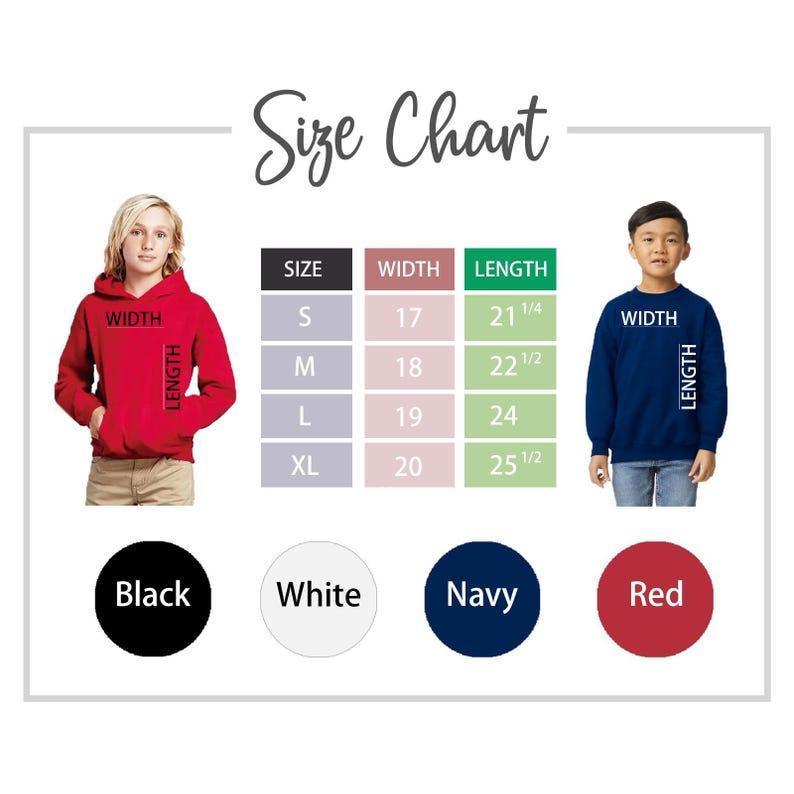 Size Chart
SIZE WIDTH LENGTH
S 17 21 1/4
M 18 22 1/2
L 19 24
XL 20 25 1/2
WIDTH
LENGTH
WIDTH
LENGTH
Black White Navy Red